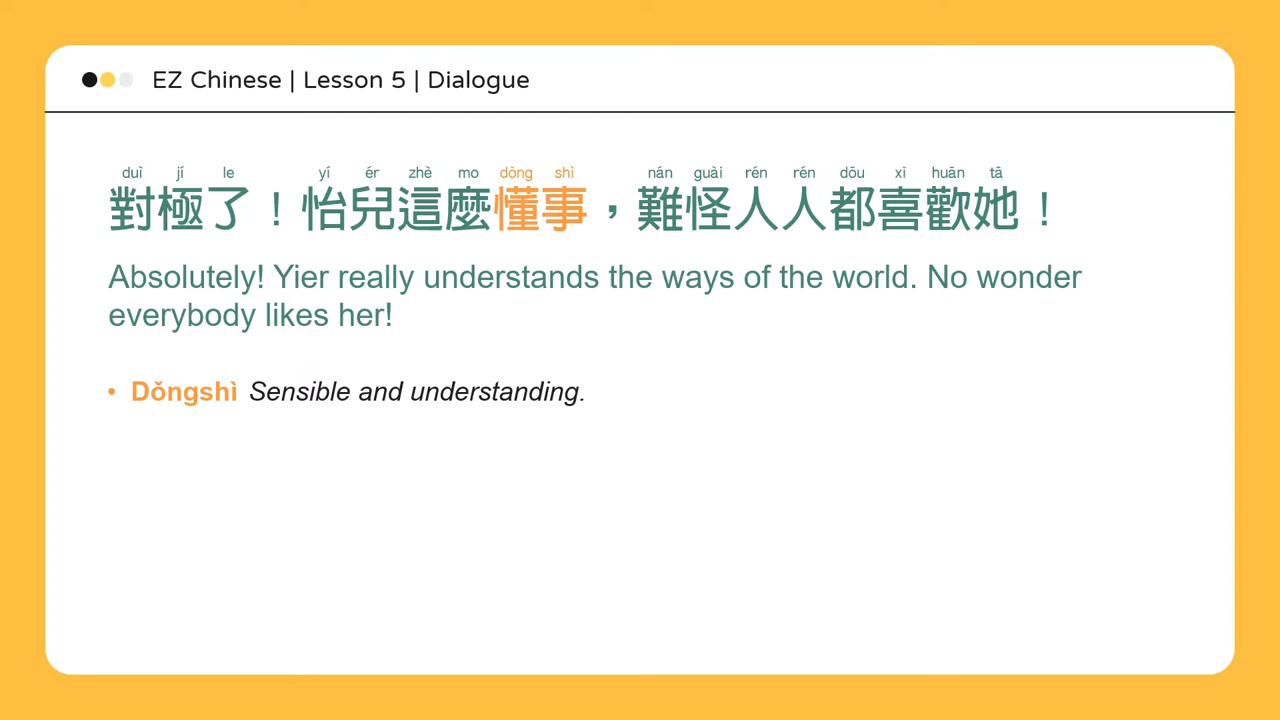 EZ Chinese | Lesson 5 | Dialogue
duì jí le yí ér zhè mo dǒng shì nán guài rén rén dōu xǐ huān tā
對極了！怡兒這麼懂事，難怪人人都喜歡她！
Absolutely! Yier really understands the ways of the world. No wonder
everybody likes her!
• Dǒngshì Sensible and understanding.